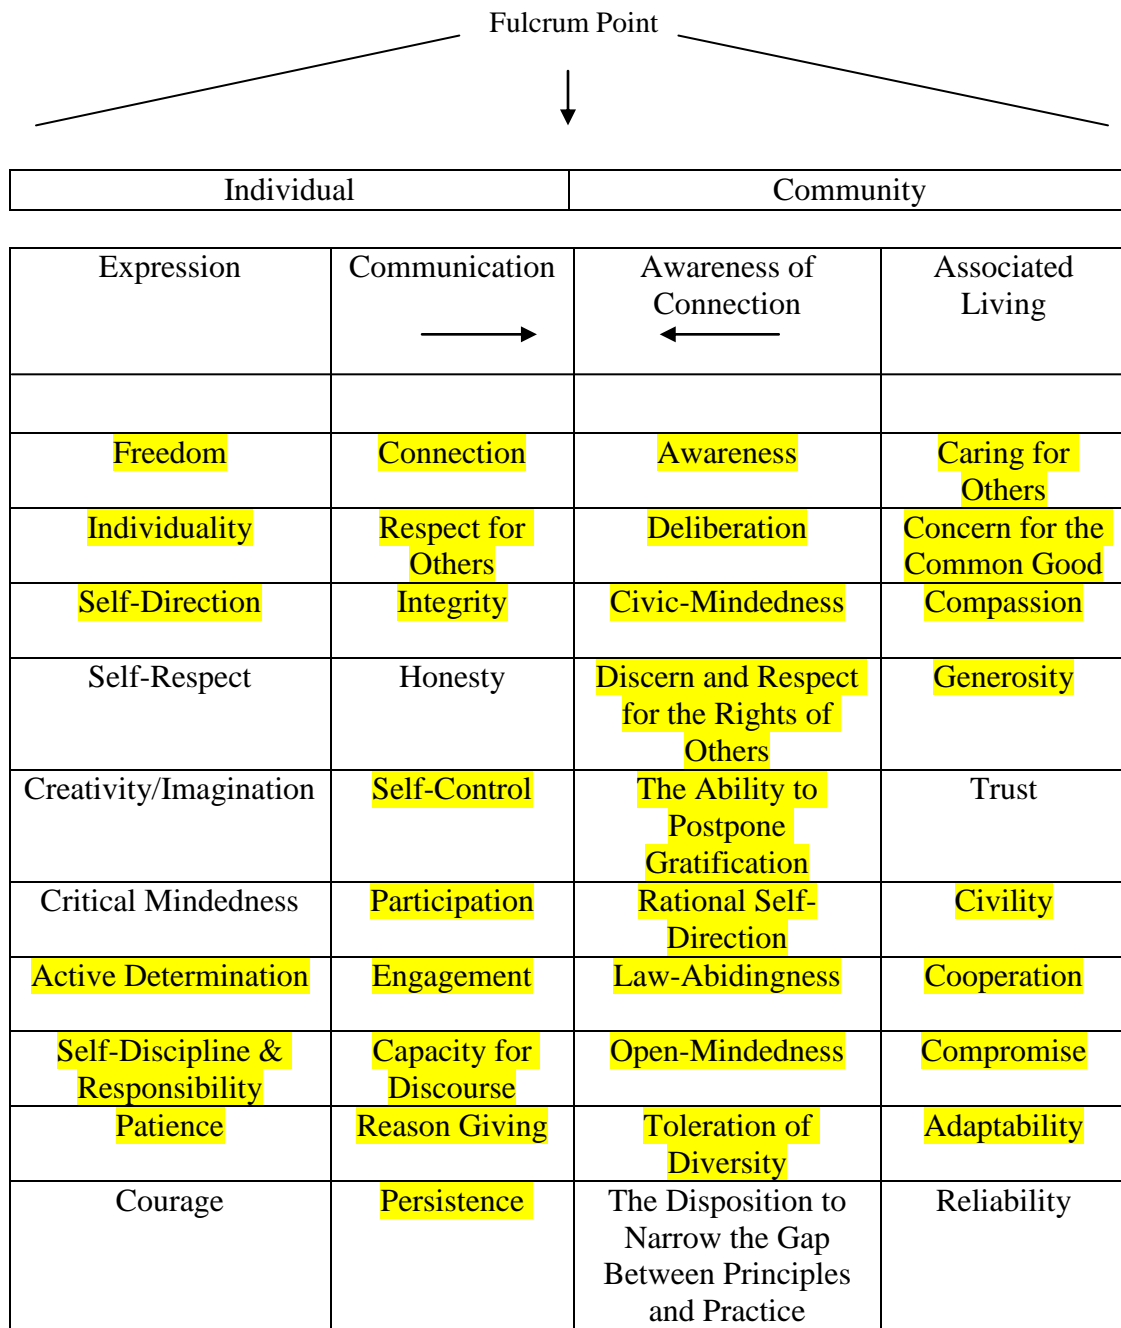 Fulcrum Point
Individual
Community
Expression
Communication
Awareness of
Connection
Associated
Living
Freedom
Connection
Awareness
Caring for
Others
Individuality
Respect for
Others
Deliberation
Concern for the
Common Good
Self-Direction
Integrity
Civic-Mindedness
Compassion
Self-Respect
Honesty
Discern and Respect
for the Rights of
Others
Generosity
Creativity/Imagination
Self-Control
The Ability to
Postpone
Gratification
Trust
Critical Mindedness
Participation
Rational Self-
Direction
Civility
Active Determination
Engagement
Law-Abidingness
Cooperation
Self-Discipline &
Responsibility
Capacity for
Discourse
Open-Mindedness
Compromise
Patience
Reason Giving
Toleration of
Diversity
Adaptability
Courage
Persistence
The Disposition to
Narrow the Gap
Between Principles
and Practice
Reliability